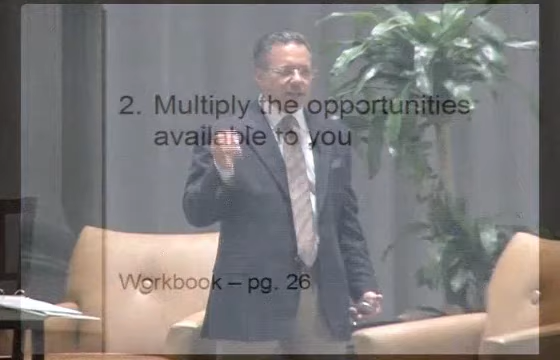 2. Multiply the opportunities
available to you
Workbook – pg. 26